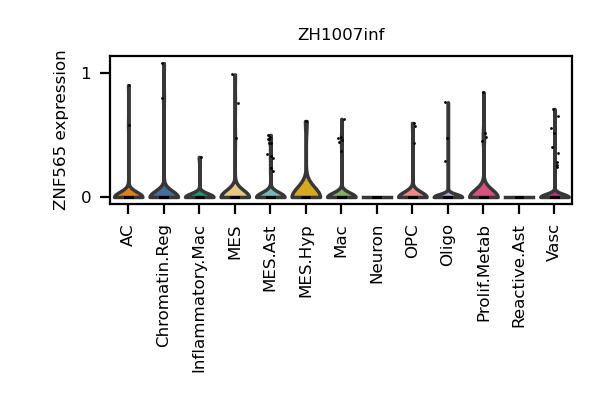 ZH1007inf
ZNF565 expression
1
0
AC
Chromatin.Reg
Inflammatory.Mac
MES
MES.Ast
MES.Hyp
Mac
Neuron
OPC
Oligo
Prolif.Metab
Reactive.Ast
Vasc